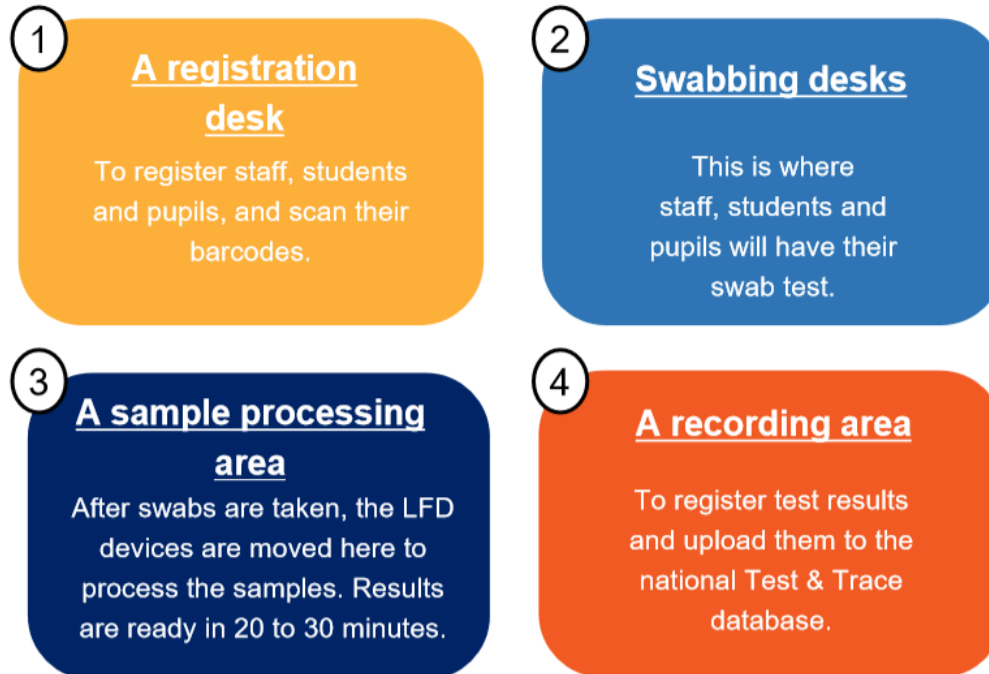 1
A registration
desk
To register staff, students
and pupils, and scan their
barcodes.
2
Swabbing desks
This is where
staff, students and
pupils will have their
swab test.
3
A sample processing
area
After swabs are taken, the LFD
devices are moved here to
process the samples. Results
are ready in 20 to 30 minutes.
4
A recording area
To register test results
and upload them to the
national Test & Trace
database.